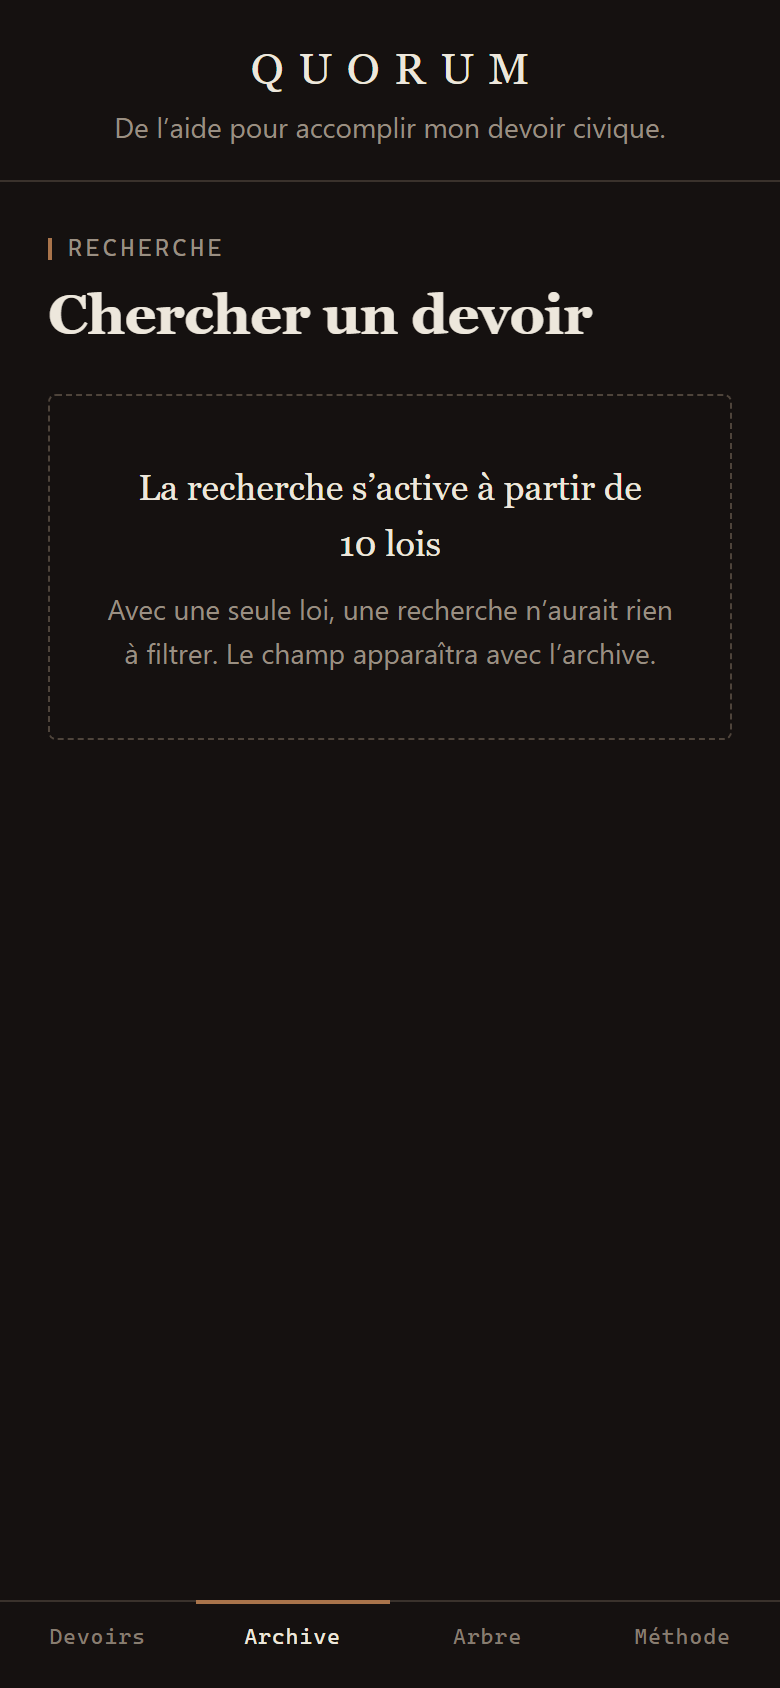 QUORUM
De l’aide pour accomplir mon devoir civique.
RECHERCHE
Chercher un devoir
La recherche s’active à partir de
10 lois
Avec une seule loi, une recherche n’aurait rien
à filtrer. Le champ apparaîtra avec l’archive.
Devoirs Archive Arbre Méthode